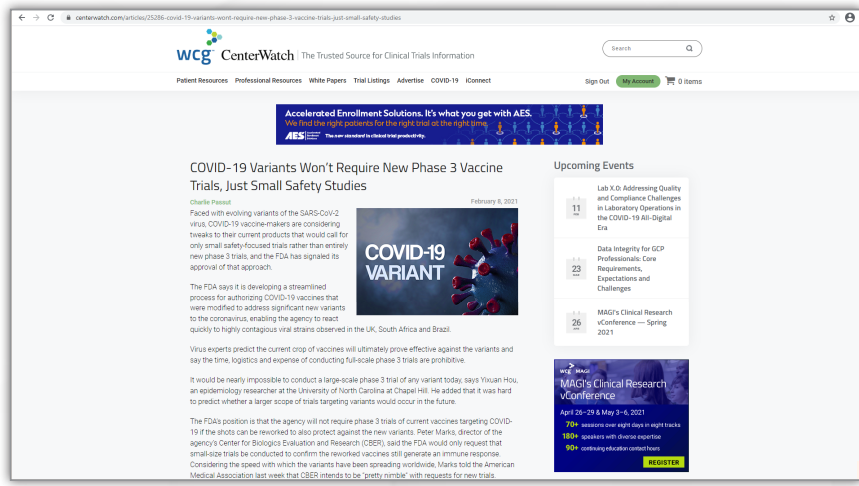 centerwatch.com/articles/25286-covid-19-variants-wont-require-new-phase-3-vaccine-trials-just-small-safety-studies
wcg CenterWatch The Trusted Source for Clinical Trials Information
Search
Patient Resources Professional Resources White Papers Trial Listings Advertise COVID-19 iConnect
Sign Out My Account 0 items
Accelerated Enrollment Solutions. It's what you get with AES.
We find the right patients for the right trial at the right time.
AES Accelerated Enrollment Solutions The new standard in clinical trial productivity.
COVID-19 Variants Won't Require New Phase 3 Vaccine
Trials, Just Small Safety Studies
Charlie Passut February 8, 2021
Faced with evolving variants of the SARS-CoV-2
virus, COVID-19 vaccine-makers are considering
tweaks to their current products that would call for
only small safety-focused trials rather than entirely
new phase 3 trials, and the FDA has signaled its
approval of that approach.
COVID-19
VARIANT
The FDA says it is developing a streamlined
process for authorizing COVID-19 vaccines that
were modified to address significant new variants
to the coronavirus, enabling the agency to react
quickly to highly contagious viral strains observed in the UK, South Africa and Brazil.
Virus experts predict the current crop of vaccines will ultimately prove effective against the variants and
say the time, logistics and expense of conducting full-scale phase 3 trials are prohibitive.
It would be nearly impossible to conduct a large-scale phase 3 trial of any variant today, says Yixuan Hou,
an epidemiology researcher at the University of North Carolina at Chapel Hill. He added that it was hard
to predict whether a larger scope of trials targeting variants would occur in the future.
The FDA's position is that the agency will not require phase 3 trials of current vaccines targeting COVID-
19 if the shots can be reworked to also protect against the new variants. Peter Marks, director of the
agency's Center for Biologics Evaluation and Research (CBER), said the FDA would only request that
small-size trials be conducted to confirm the reworked vaccines still generate an immune response.
Considering the speed with which the variants have been spreading worldwide, Marks told the American
Medical Association last week that CBER intends to be "pretty nimble" with requests for new trials.
Upcoming Events
11
Lab X.0: Addressing Quality
and Compliance Challenges
in Laboratory Operations in
the COVID-19 All-Digital
Era
23
Data Integrity for GCP
Professionals: Core
Requirements,
Expectations and
Challenges
26
MAGI's Clinical Research
vConference — Spring
2021
wcg MAGI
MAGI's Clinical Research
vConference
April 26–29 & May 3–6, 2021
70+ sessions over eight days in eight tracks
180+ speakers with diverse expertise
90+ continuing education contact hours
REGISTER